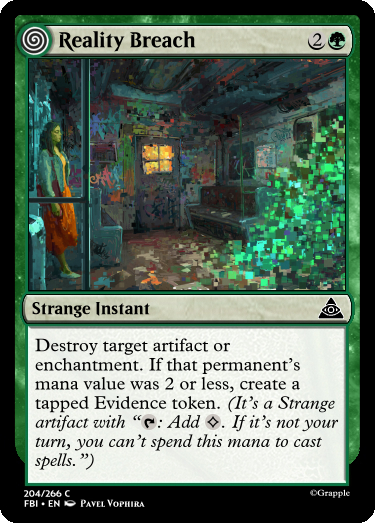 Reality Breach 2
Strange Instant
Destroy target artifact or
enchantment. If that permanent's
mana value was 2 or less, create a
tapped Evidence token. (It's a Strange
artifact with “: Add . If it's not your
turn, you can't spend this mana to cast
spells.”)
204/266 C
FBI • EN Pavel Vophira
©Grapple